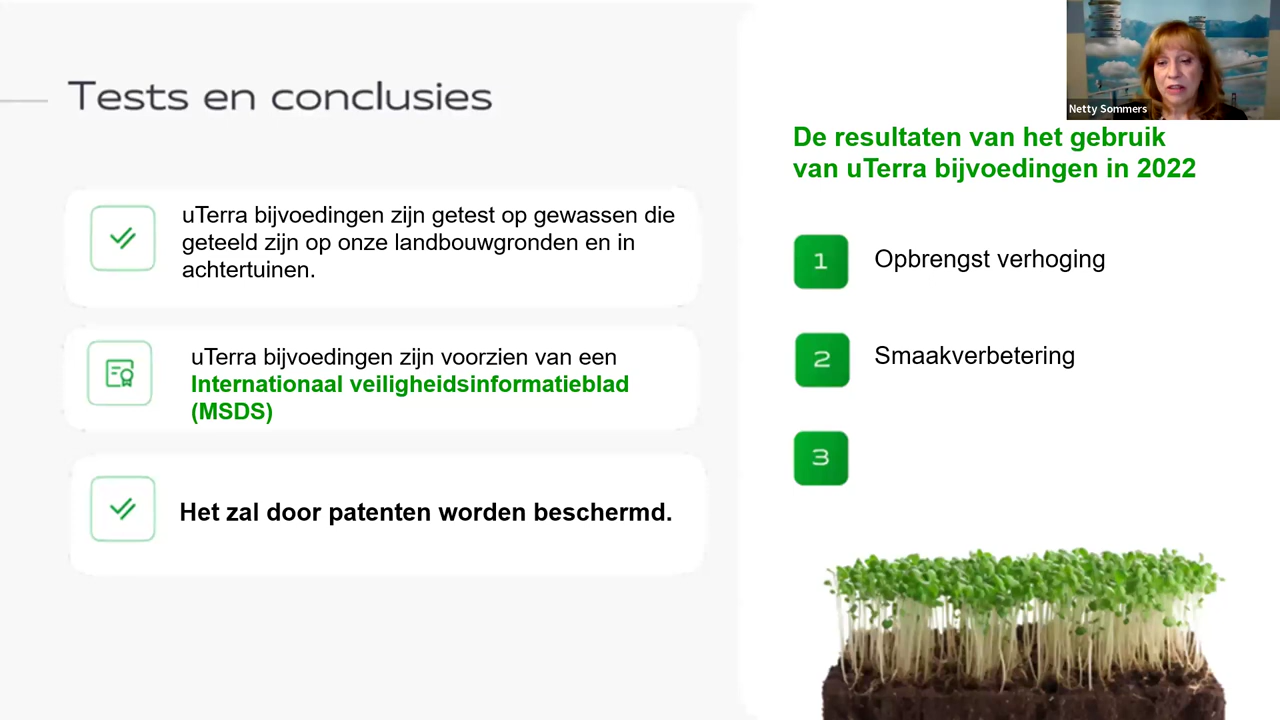 Netty Sommers
Tests en conclusies
uTerra bijvoedingen zijn getest op gewassen die
geteeld zijn op onze landbouwgronden en in
achtertuinen.
uTerra bijvoedingen zijn voorzien van een
Internationaal veiligheidsinformatieblad
(MSDS)
Het zal door patenten worden beschermd.
De resultaten van het gebruik
van uTerra bijvoedingen in 2022
1 Opbrengst verhoging
2 Smaakverbetering
3